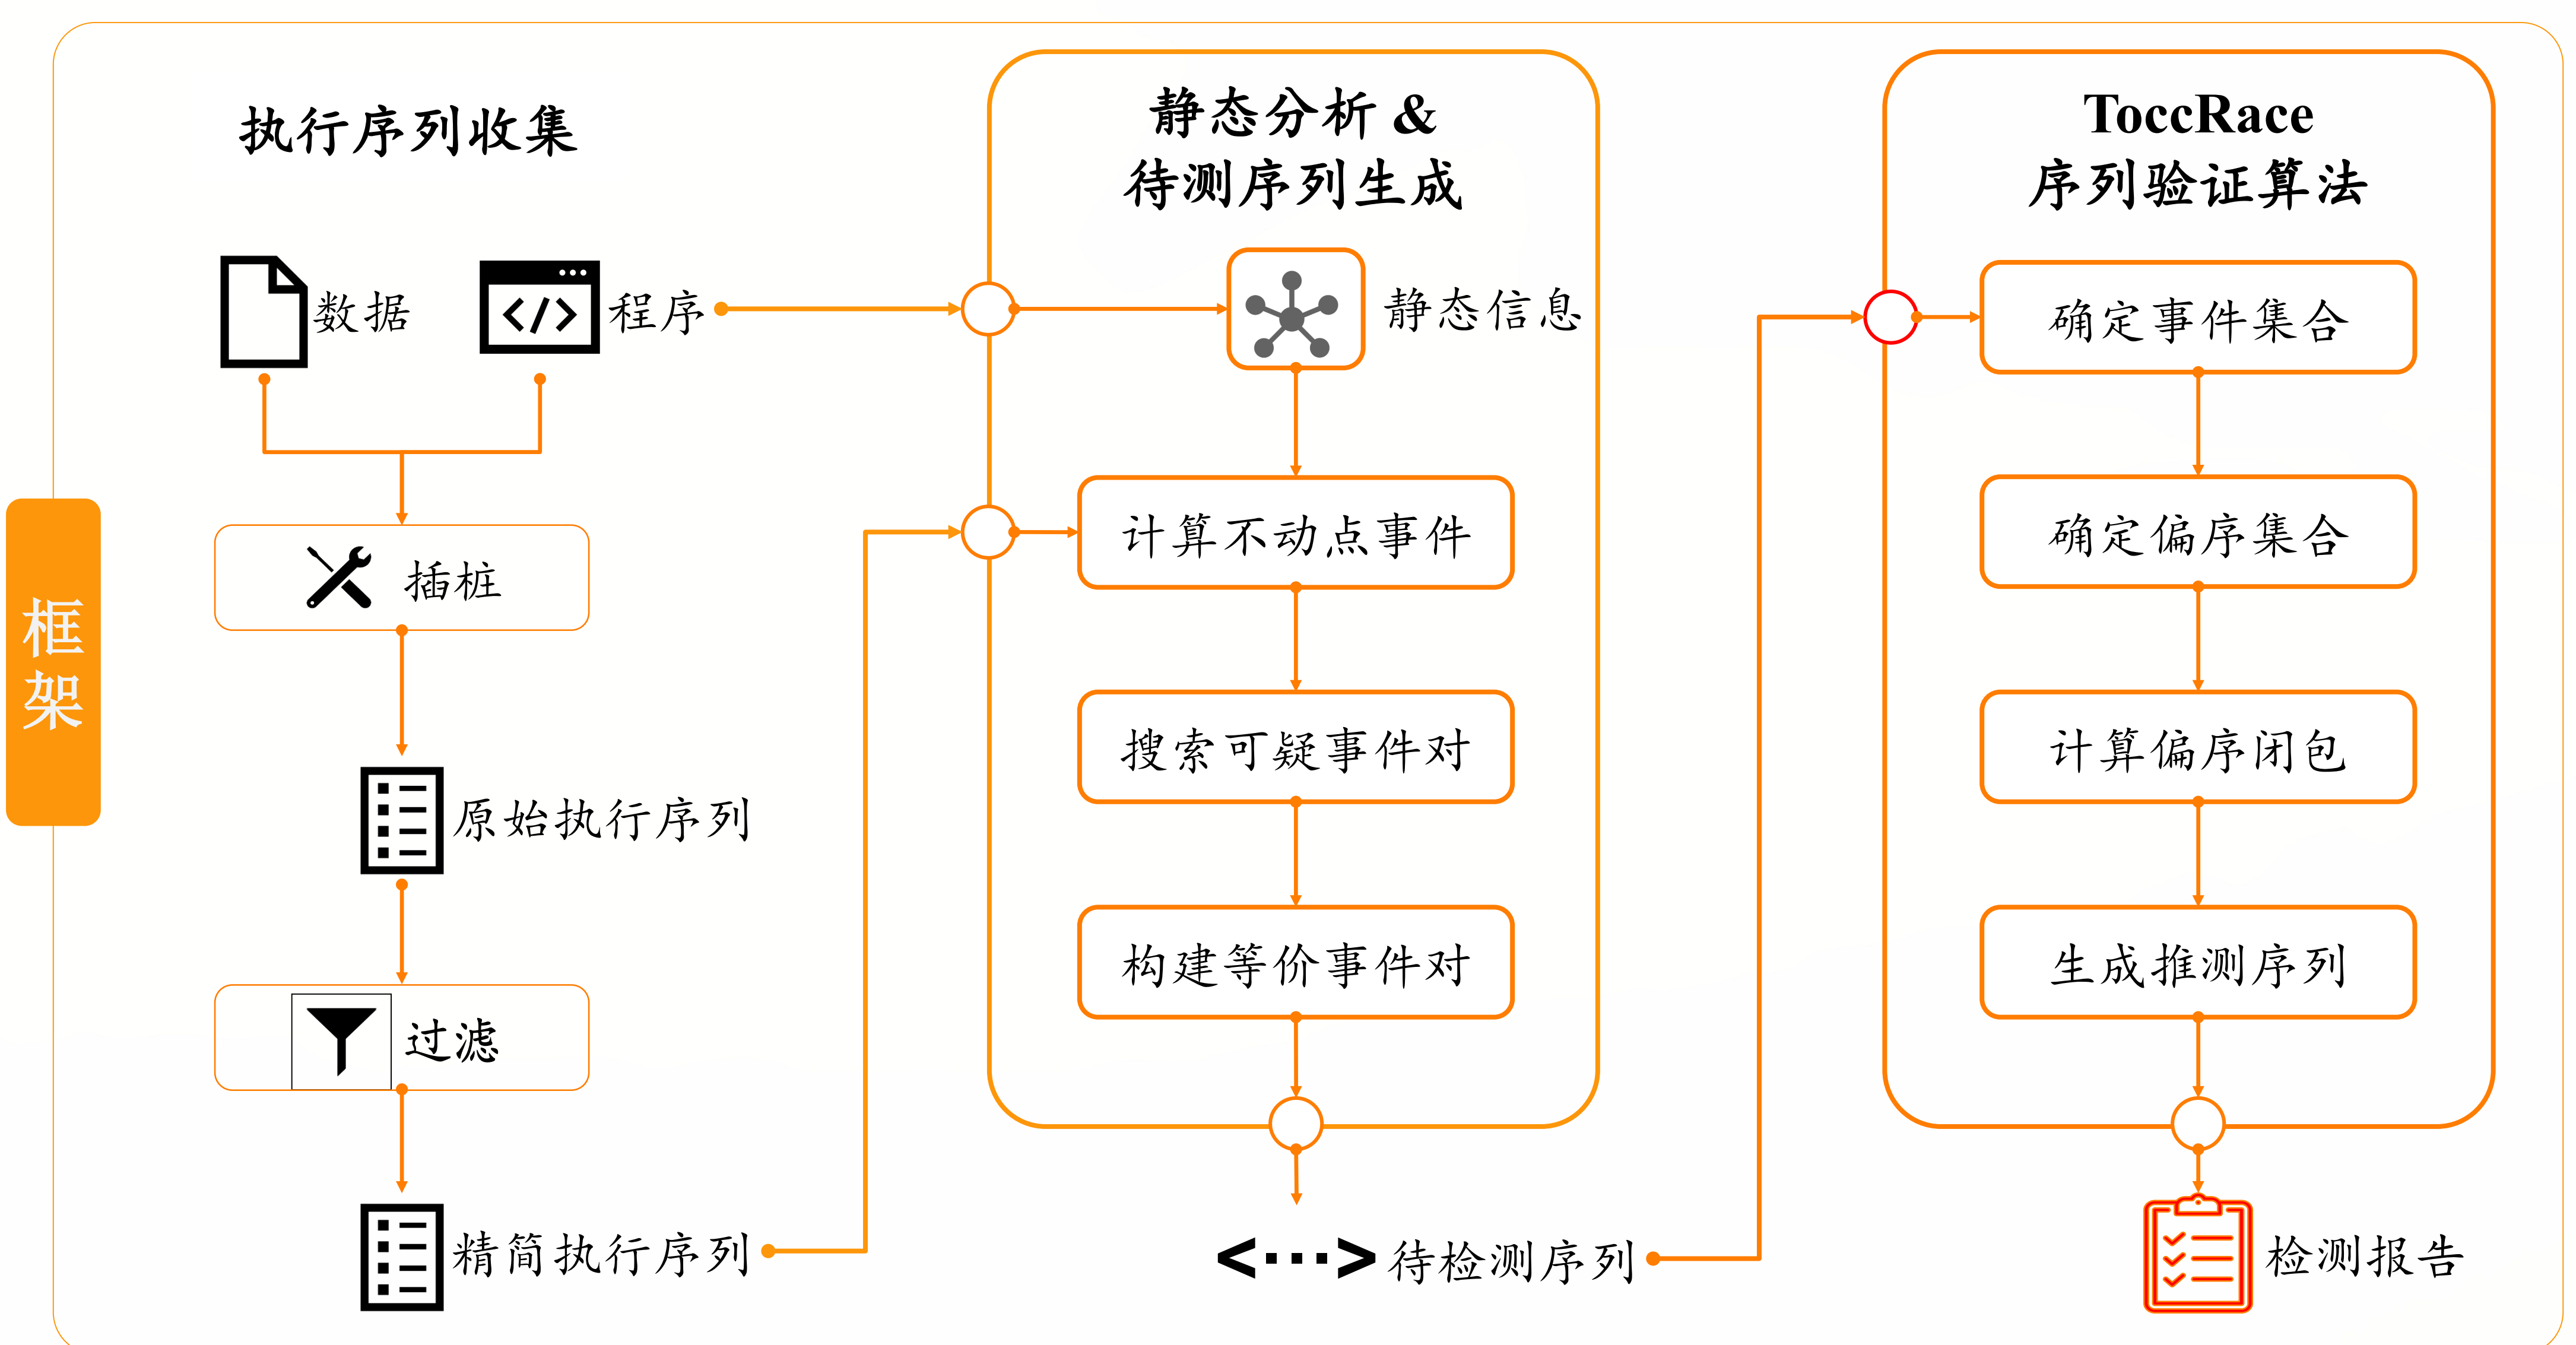 框
架
执行序列收集
数据
程序
插桩
原始执行序列
过滤
精简执行序列
静态分析 &
待测序列生成
静态信息
计算不动点事件
搜索可疑事件对
构建等价事件对
<···> 待检测序列
ToccRace
序列验证算法
确定事件集合
确定偏序集合
计算偏序闭包
生成推测序列
检测报告